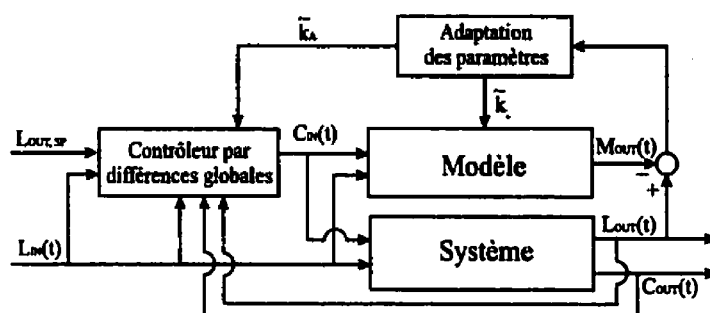 k̃A
Adaptation
des paramètres
k̃
LOUT,SP
Contrôleur par
différences globales
CIN(t)
Modèle
MOUT(t)
−
+
LIN(t)
Système
LOUT(t)
COUT(t)